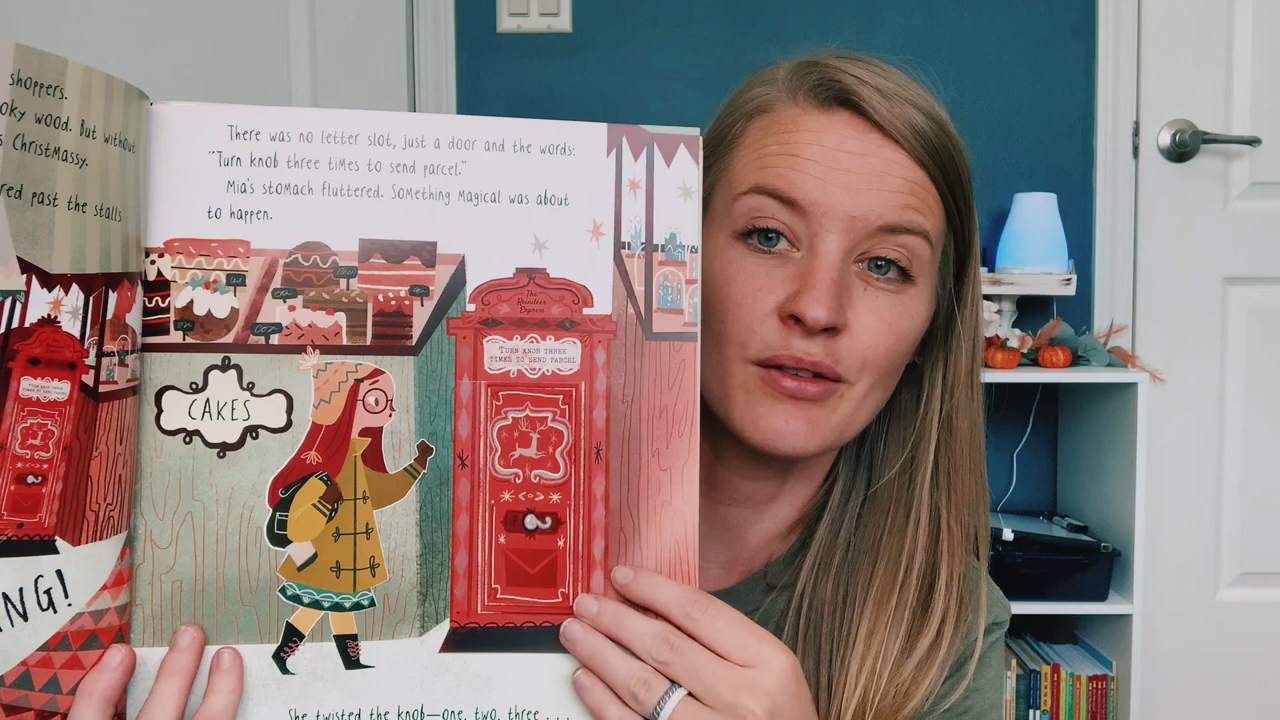 shoppers.
oky wood. But without
s Christmassy.
red past the stalls
NG!
There was no letter slot, just a door and the words:
"Turn knob three times to send parcel."
Mia's stomach fluttered. Something magical was about
to happen.
CAKES
The
Reindeer
Express
TURN KNOB THREE
TIMES TO SEND PARCEL
She twisted the knob—one, two, three . . .